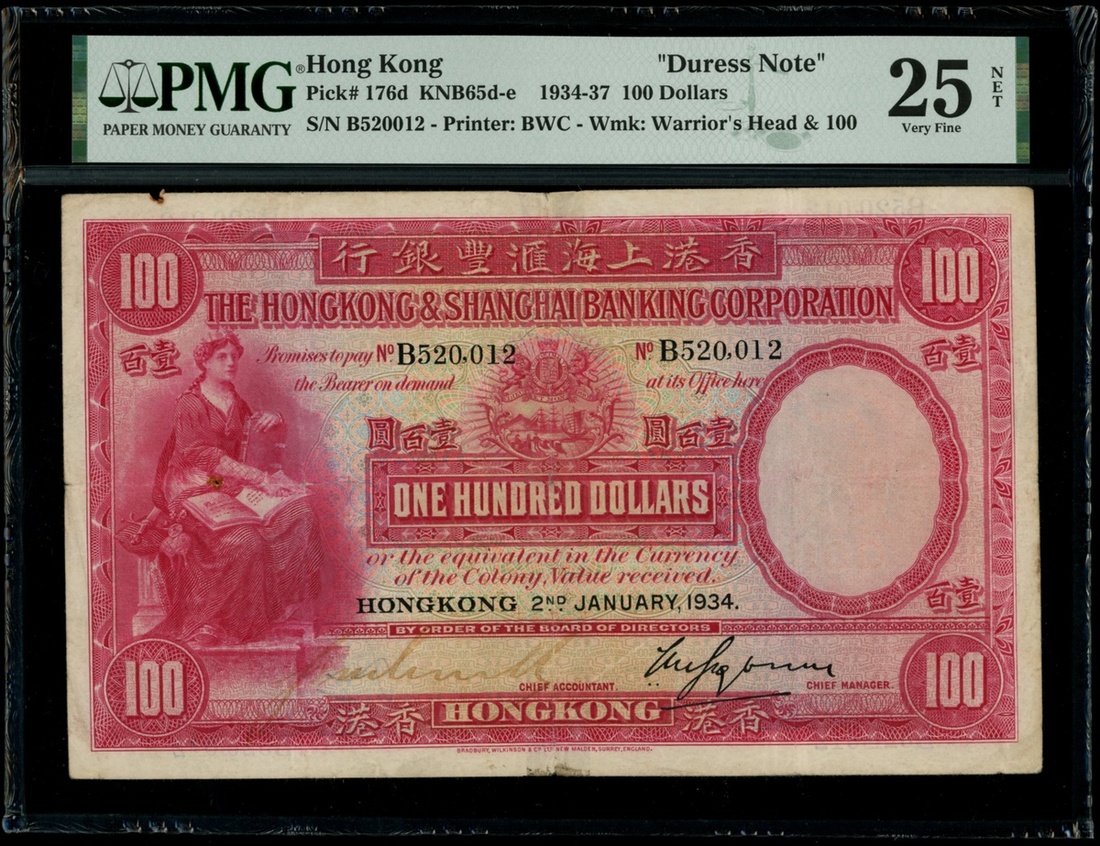 PMG® Hong Kong "Duress Note" 25 NET
Pick# 176d KNB65d-e 1934-37 100 Dollars
PAPER MONEY GUARANTY S/N B520012 - Printer: BWC - Wmk: Warrior's Head & 100 Very Fine
行銀豐滙海上港香
100 100
THE HONGKONG & SHANGHAI BANKING CORPORATION
百壹 Promises to pay No B520,012 No B520,012 百壹
the Bearer on demand at its Office here
圓百壹 圓百壹
ONE HUNDRED DOLLARS
or the equivalent in the Currency
of the Colony, Value received.
百壹
HONGKONG 2ND JANUARY, 1934.
BY ORDER OF THE BOARD OF DIRECTORS
100 100
CHIEF ACCOUNTANT. CHIEF MANAGER.
港香 HONGKONG 港香
BRADBURY, WILKINSON & Co LD NEW MALDEN, SURREY, ENGLAND.